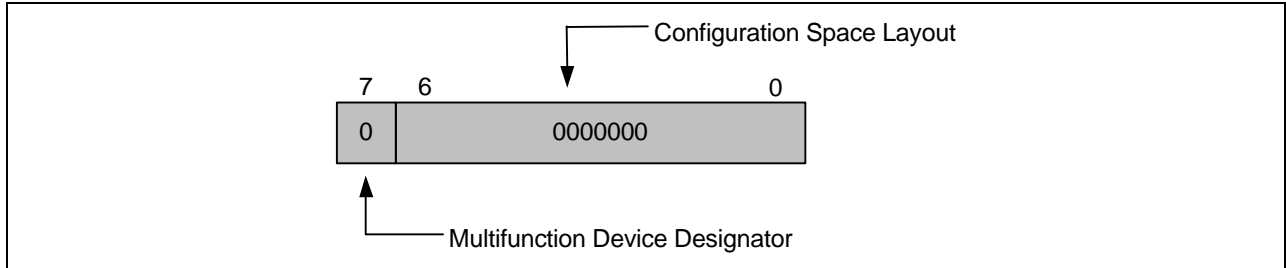 Configuration Space Layout
7 6 0
0 0000000
Multifunction Device Designator